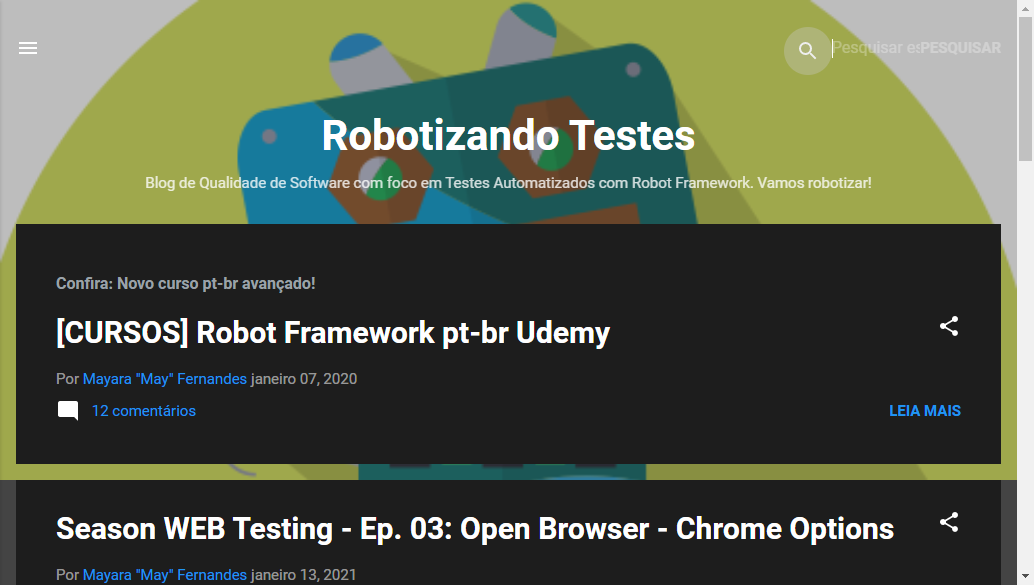 Pesquisar es
PESQUISAR
Robotizando Testes
Blog de Qualidade de Software com foco em Testes Automatizados com Robot Framework. Vamos robotizar!
Confira: Novo curso pt-br avançado!
[CURSOS] Robot Framework pt-br Udemy
Por Mayara "May" Fernandes janeiro 07, 2020
12 comentários
LEIA MAIS
Season WEB Testing - Ep. 03: Open Browser - Chrome Options
Por Mayara "May" Fernandes janeiro 13, 2021